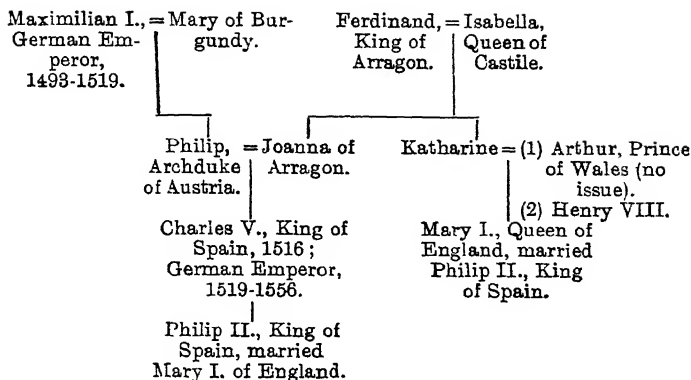 Maximilian I., = Mary of Bur-
German Em- gundy.
peror,
1493-1519.
Ferdinand, = Isabella,
King of Queen of
Arragon. Castile.
Philip, = Joanna of
Archduke Arragon.
of Austria.
Katharine = (1) Arthur, Prince
of Wales (no
issue).
(2) Henry VIII.
Charles V., King of
Spain, 1516;
German Emperor,
1519-1556.
Mary I., Queen of
England, married
Philip II., King
of Spain.
Philip II., King of
Spain, married
Mary I. of England.